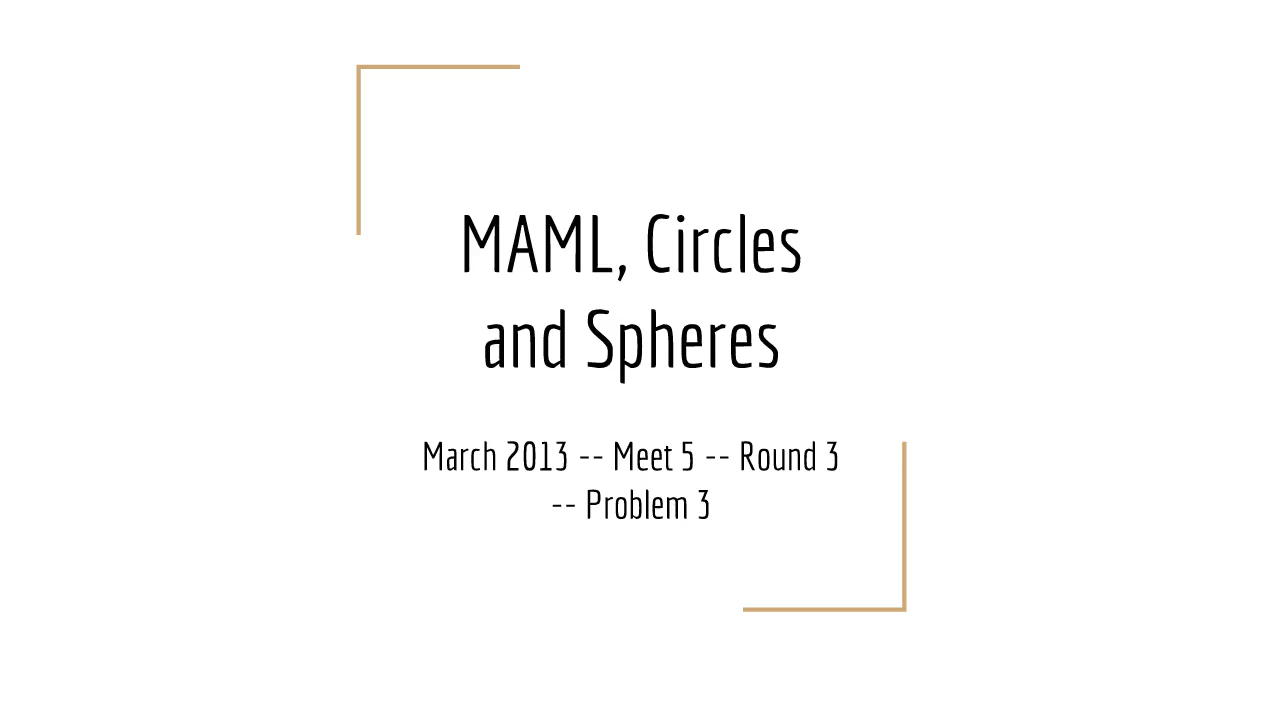 MAML, Circles
and Spheres
March 2013 -- Meet 5 -- Round 3
-- Problem 3